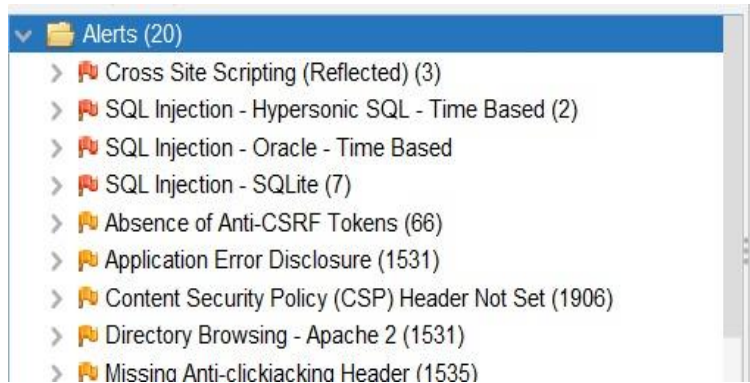 Alerts (20)
Cross Site Scripting (Reflected) (3)
SQL Injection - Hypersonic SQL - Time Based (2)
SQL Injection - Oracle - Time Based
SQL Injection - SQLite (7)
Absence of Anti-CSRF Tokens (66)
Application Error Disclosure (1531)
Content Security Policy (CSP) Header Not Set (1906)
Directory Browsing - Apache 2 (1531)
Missing Anti-clickjacking Header (1535)